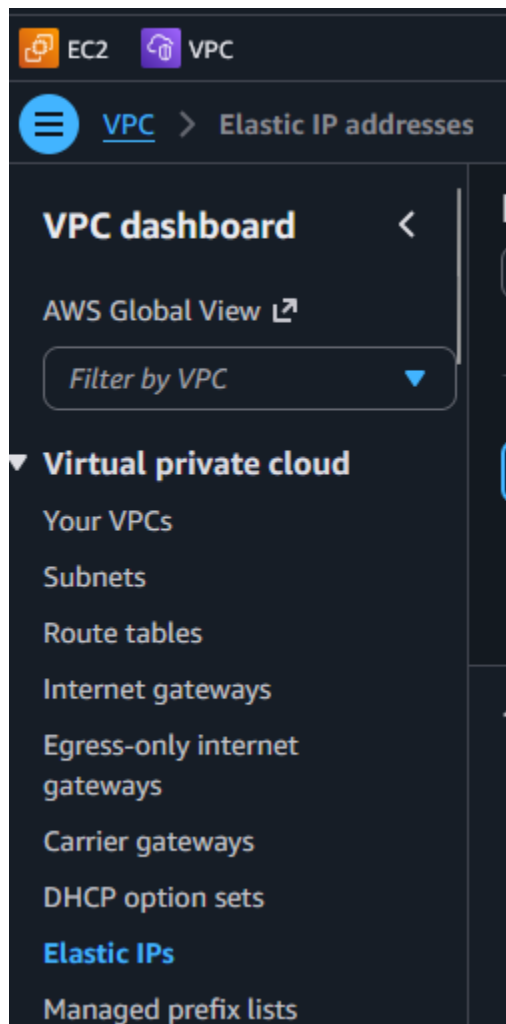 EC2 VPC
VPC > Elastic IP addresses
VPC dashboard
AWS Global View
Filter by VPC
Virtual private cloud
Your VPCs
Subnets
Route tables
Internet gateways
Egress-only internet
gateways
Carrier gateways
DHCP option sets
Elastic IPs
Managed prefix lists